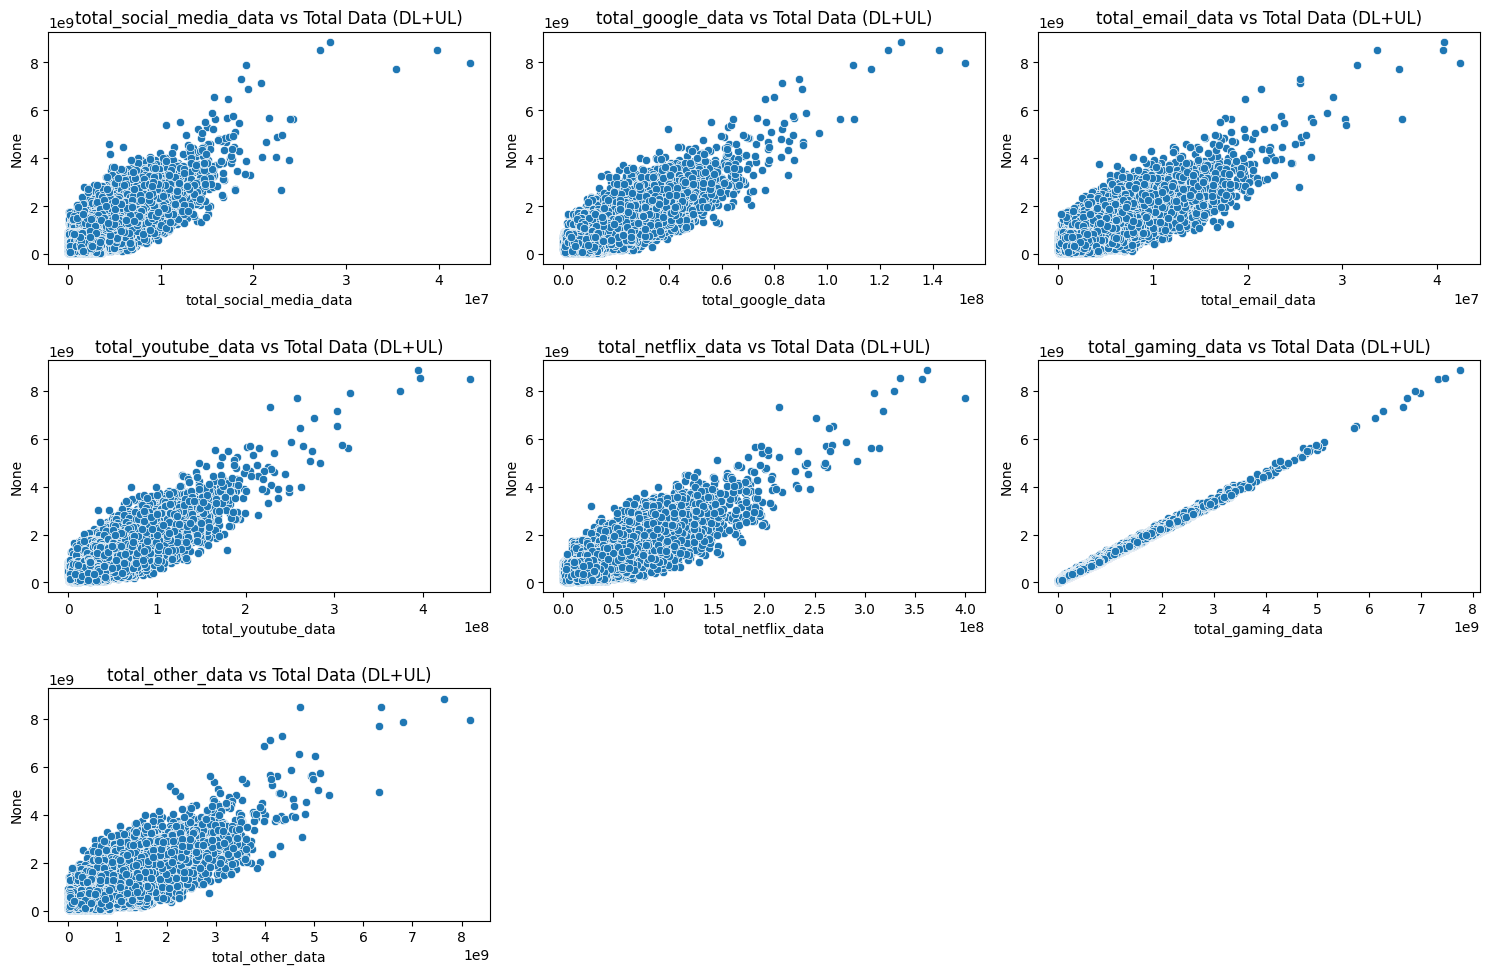 total_social_media_data vs Total Data (DL+UL)
1e9
8
6
4
2
0
None
0 1 2 3 4
1e7
total_social_media_data
total_google_data vs Total Data (DL+UL)
1e9
8
6
4
2
0
None
0.0 0.2 0.4 0.6 0.8 1.0 1.2 1.4
1e8
total_google_data
total_email_data vs Total Data (DL+UL)
1e9
8
6
4
2
0
None
0 1 2 3 4
1e7
total_email_data
total_youtube_data vs Total Data (DL+UL)
1e9
8
6
4
2
0
None
0 1 2 3 4
1e8
total_youtube_data
total_netflix_data vs Total Data (DL+UL)
1e9
8
6
4
2
0
None
0.0 0.5 1.0 1.5 2.0 2.5 3.0 3.5 4.0
1e8
total_netflix_data
total_gaming_data vs Total Data (DL+UL)
1e9
8
6
4
2
0
None
0 1 2 3 4 5 6 7 8
1e9
total_gaming_data
total_other_data vs Total Data (DL+UL)
1e9
8
6
4
2
0
None
0 1 2 3 4 5 6 7 8
1e9
total_other_data